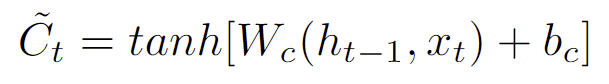 C̃_t = tanh[W_c(h_{t−1}, x_t) + b_c]